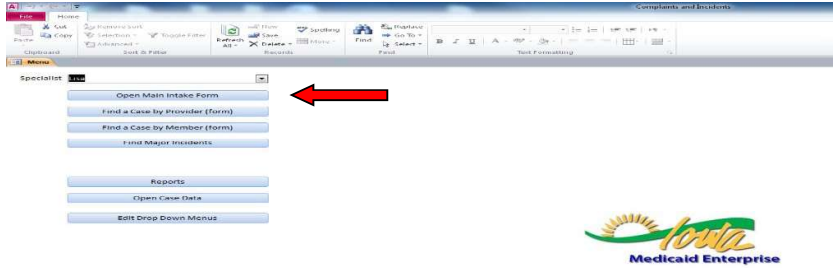 Complaints and Incidents
File Home
Cut
Copy
Paste
Clipboard
Selection
Toggle Filter
Advanced
Sort & Filter
Refresh All
New
Save
Delete
Spelling
More
Records
Find
Replace
Go To
Select
Find
B I U A
Text Formatting
Menu
Specialist Lisa
Open Main Intake Form
Find a Case by Provider (form)
Find a Case by Member (form)
Find Major Incidents
Reports
Open Case Data
Edit Drop Down Menus
Iowa
Medicaid Enterprise